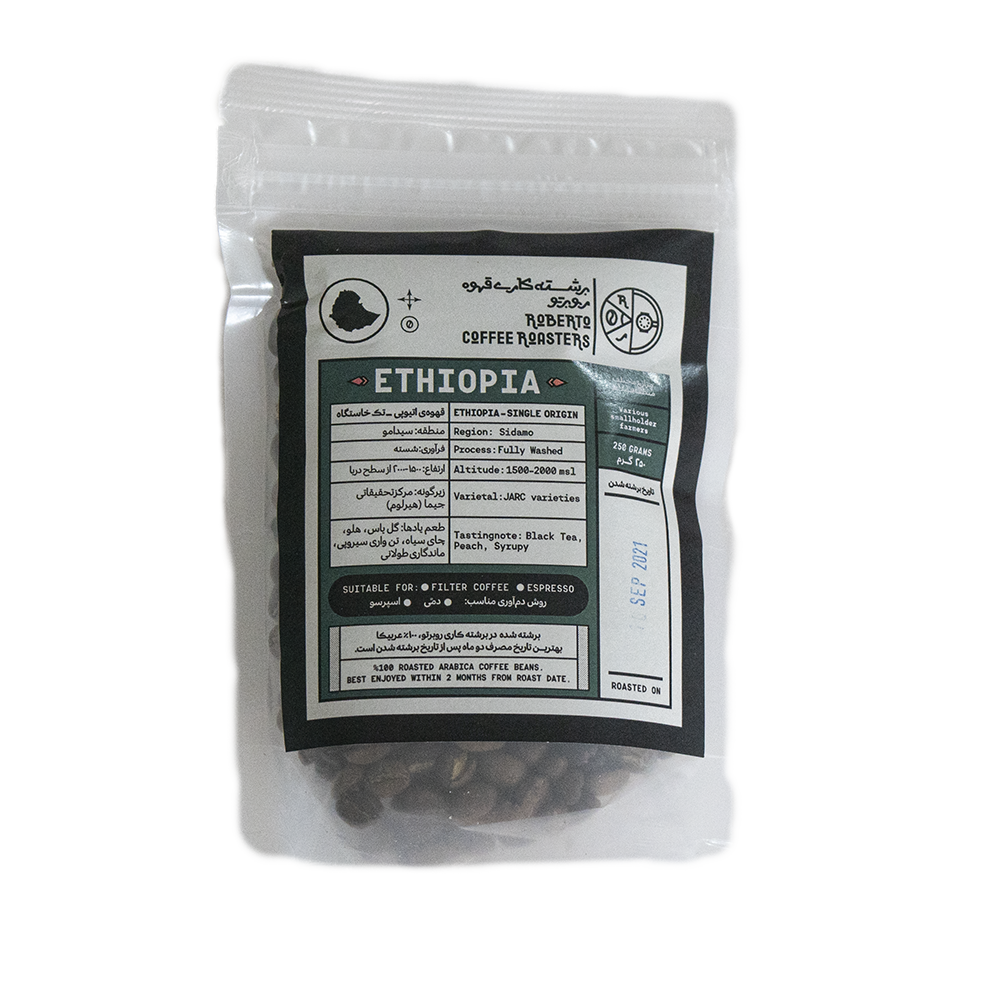 برشته‌کاری قهوه
روبرتو
ROBERTO
COFFEE ROASTERS
R
ETHIOPIA
قهوه‌ی اتیوپی – تک خاستگاه
ETHIOPIA-SINGLE ORIGIN
منطقه: سیدامو
Region: Sidamo
فرآوری: شسته
Process: Fully Washed
ارتفاع: ۱۵۰۰-۲۰۰۰ از سطح دریا
Altitude: 1500-2000 msl
زیرگونه: مرکز تحقیقاتی
جیما (هیرلوم)
Varietal: JARC varieties
طعم یادها: گل یاس، هلو،
چای سیاه، تن واری سیروپی،
ماندگاری طولانی
Tastingnote: Black Tea,
Peach, Syrupy
SUITABLE FOR: FILTER COFFEE ESPRESSO
روش دم‌آوری مناسب: دمی اسپرسو
برشته شده در برشته کاری روبرتو، ۱۰۰٪ عربیکا
بهترین تاریخ مصرف دو ماه پس از تاریخ برشته شدن است.
%100 ROASTED ARABICA COFFEE BEANS.
BEST ENJOYED WITHIN 2 MONTHS FROM ROAST DATE.
various
smallholder
farmers
250 GRAMS
۲۵۰ گرم
تاریخ برشته شدن
SEP 2021
ROASTED ON